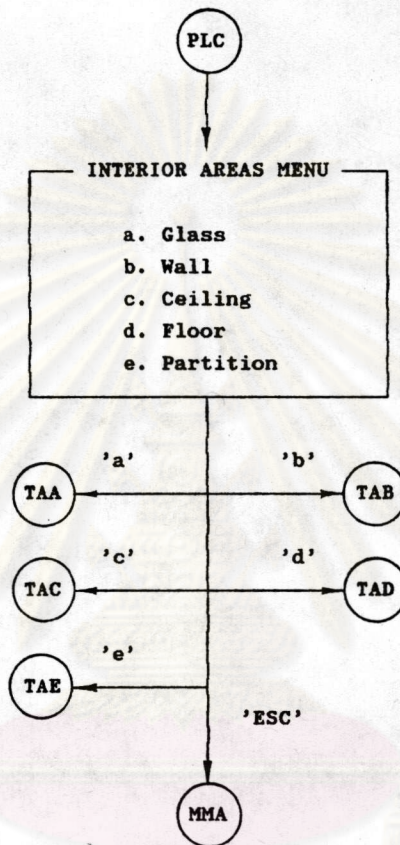 PLC
INTERIOR AREAS MENU
a. Glass
b. Wall
c. Ceiling
d. Floor
e. Partition
'a' 'b'
TAA TAB
'c' 'd'
TAC TAD
'e'
TAE
'ESC'
MMA